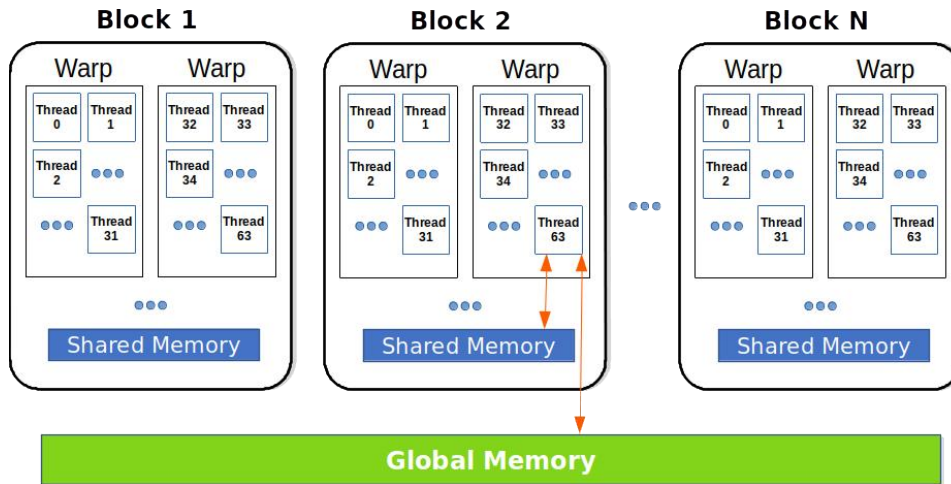 Block 1
Block 2
Block N
Warp
Warp
Warp
Warp
Warp
Warp
Thread
0
Thread
1
Thread
32
Thread
33
Thread
2
Thread
34
Thread
31
Thread
63
Thread
0
Thread
1
Thread
32
Thread
33
Thread
2
Thread
34
Thread
31
Thread
63
Thread
0
Thread
1
Thread
32
Thread
33
Thread
2
Thread
34
Thread
31
Thread
63
Shared Memory
Shared Memory
Shared Memory
Global Memory